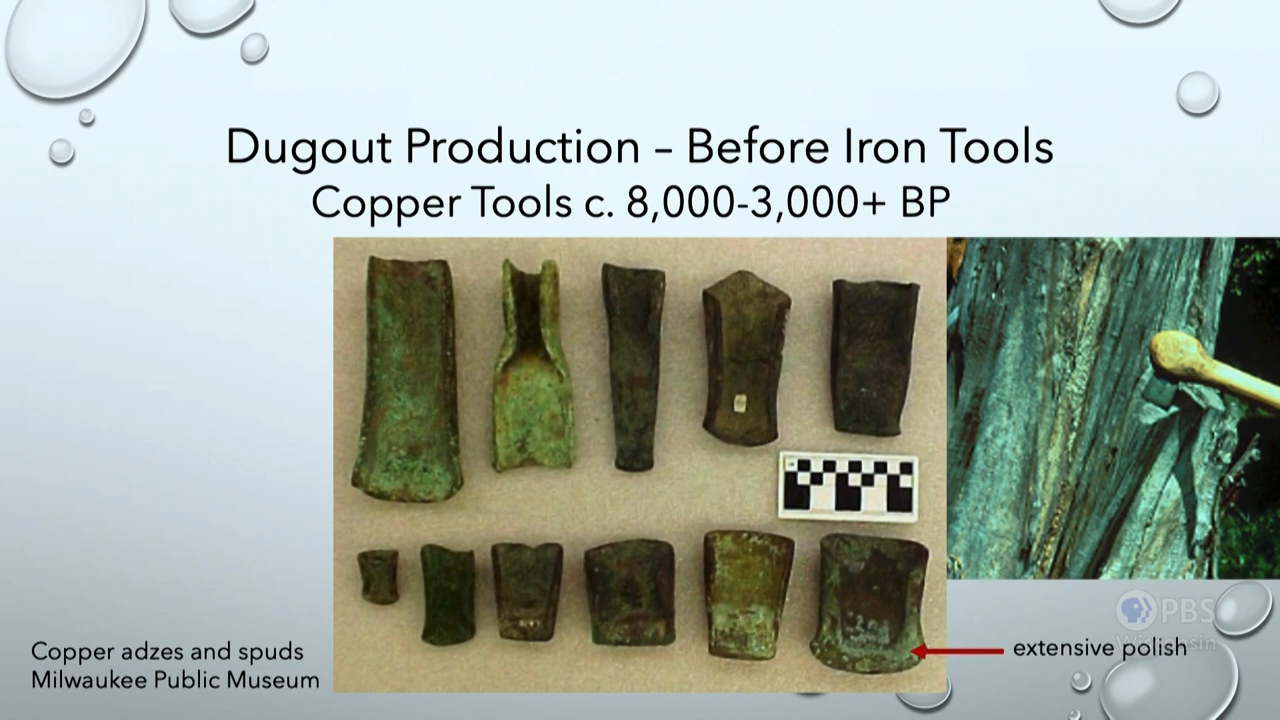 Dugout Production – Before Iron Tools
Copper Tools c. 8,000-3,000+ BP
Copper adzes and spuds
Milwaukee Public Museum
extensive polish
PBS
Wisconsin